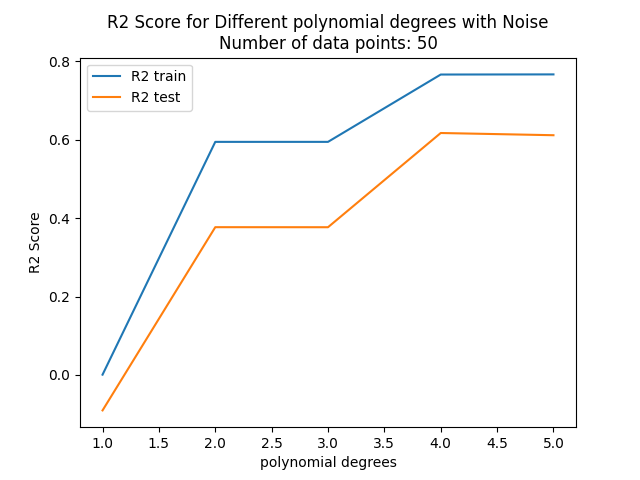 R2 Score for Different polynomial degrees with Noise
Number of data points: 50
R2 train
R2 test
0.8
0.6
0.4
0.2
0.0
R2 Score
1.0 1.5 2.0 2.5 3.0 3.5 4.0 4.5 5.0
polynomial degrees